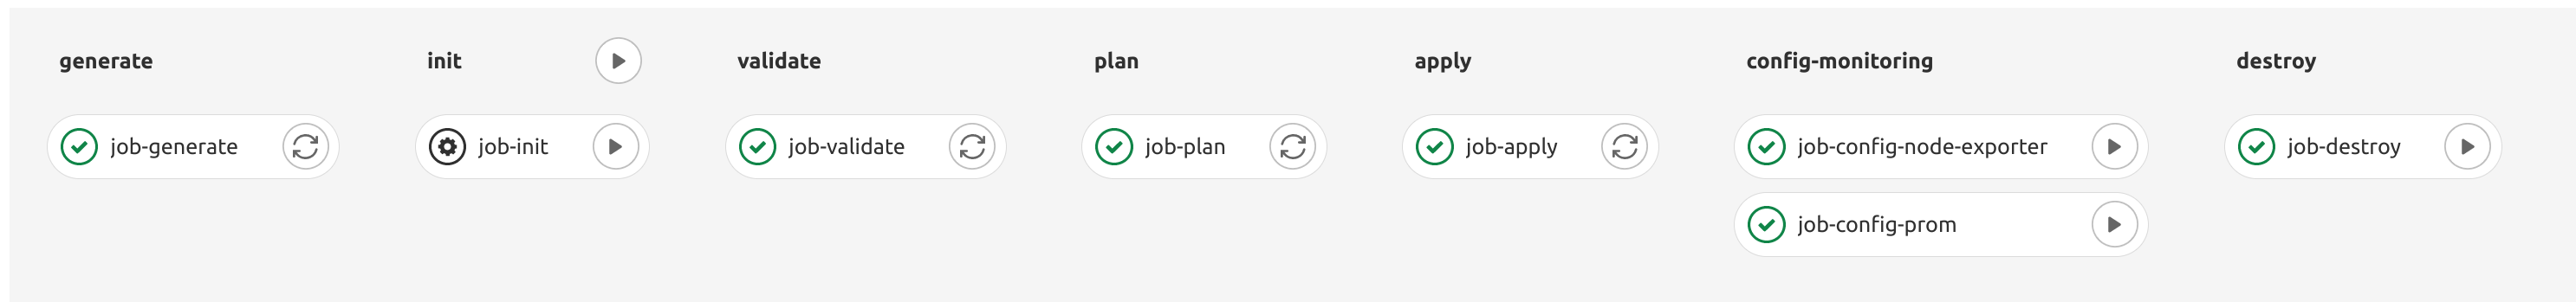 generate
init
validate
plan
apply
config-monitoring
destroy
job-generate
job-init
job-validate
job-plan
job-apply
job-config-node-exporter
job-destroy
job-config-prom